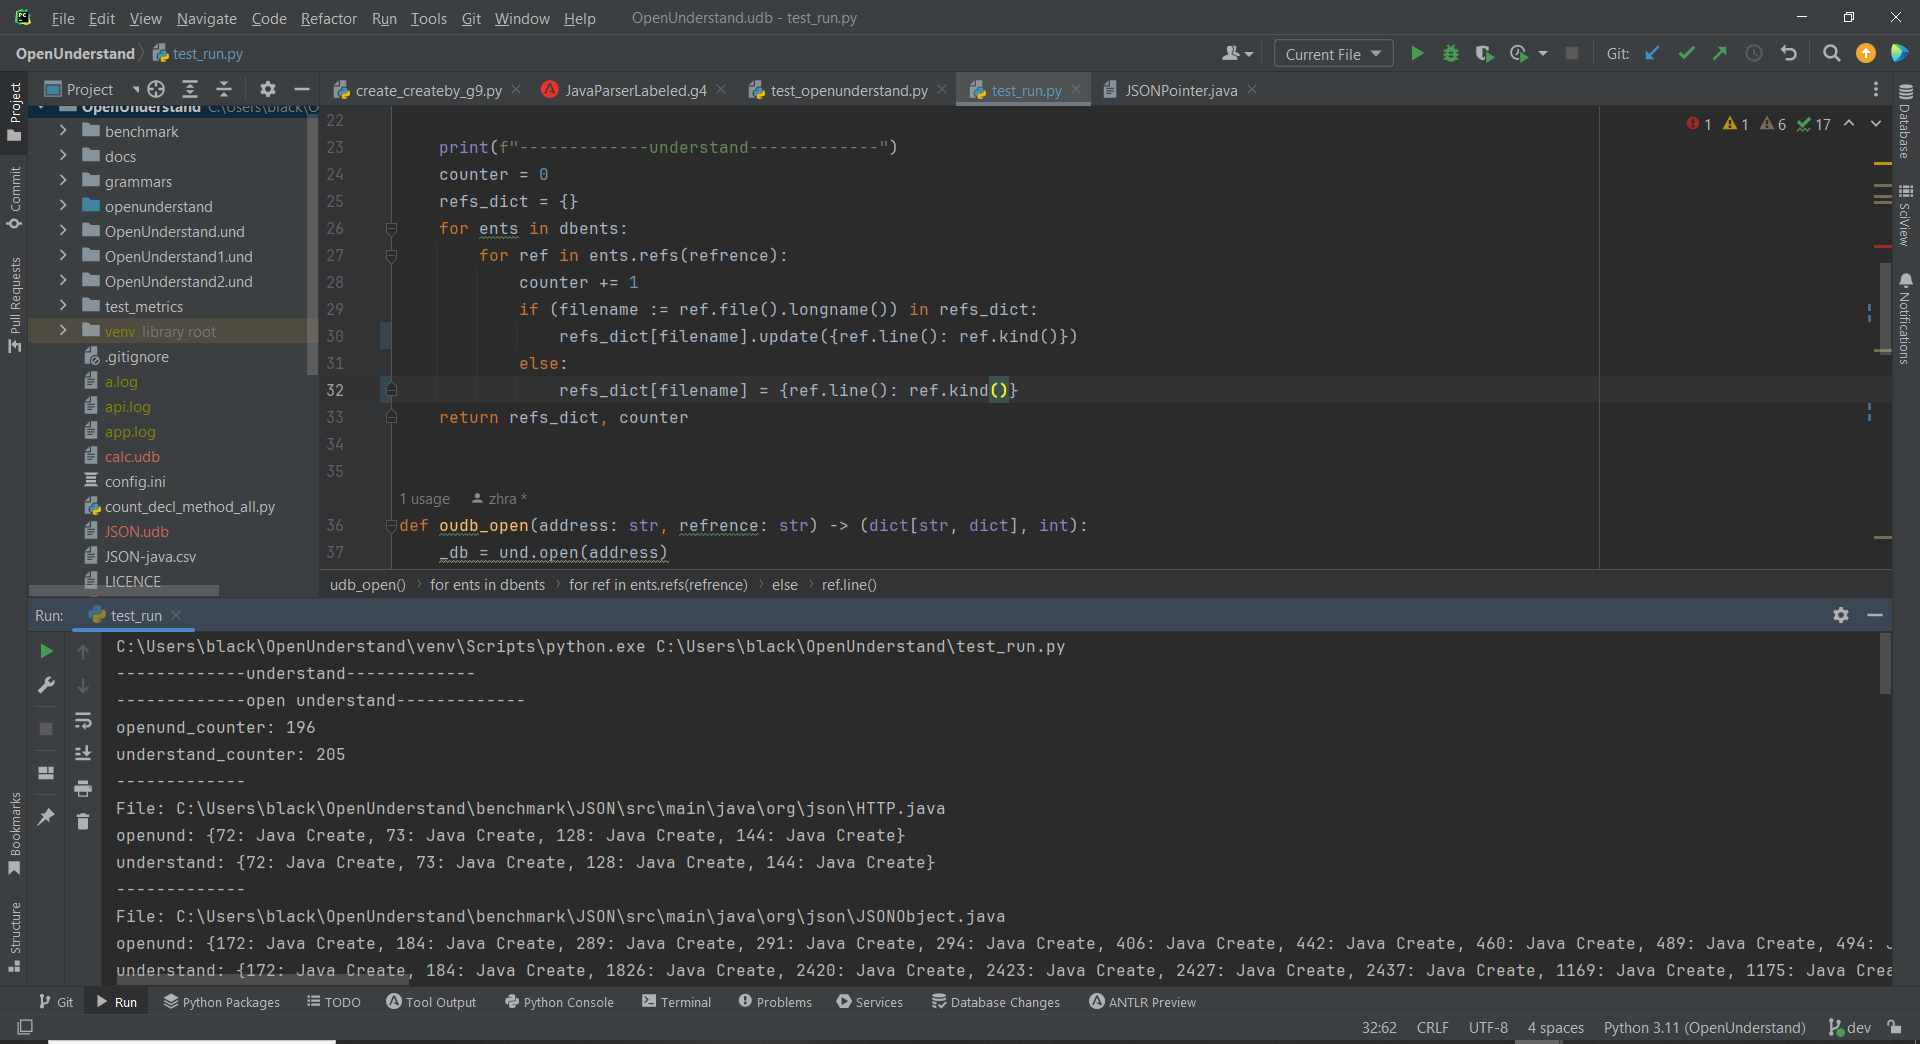 File Edit View Navigate Code Refactor Run Tools Git Window Help OpenUnderstand.udb - test_run.py
OpenUnderstand test_run.py Current File Git:
Project create_createby_g9.py JavaParserLabeled.g4 test_openunderstand.py test_run.py JSONPointer.java
OpenUnderstand C:\Users\black\O
benchmark
docs
grammars
openunderstand
OpenUnderstand.und
OpenUnderstand1.und
OpenUnderstand2.und
test_metrics
venv library root
.gitignore
a.log
api.log
app.log
calc.udb
config.ini
count_decl_method_all.py
JSON.udb
JSON-java.csv
LICENCE
Project
Commit
Pull Requests
Bookmarks
Structure
1 1 6 17
22
23 print(f"-------------understand-------------")
24 counter = 0
25 refs_dict = {}
26 for ents in dbents:
27 for ref in ents.refs(refrence):
28 counter += 1
29 if (filename := ref.file().longname()) in refs_dict:
30 refs_dict[filename].update({ref.line(): ref.kind()})
31 else:
32 refs_dict[filename] = {ref.line(): ref.kind()}
33 return refs_dict, counter
34
35
1 usage zhra *
36 def oudb_open(address: str, refrence: str) -> (dict[str, dict], int):
37 _db = und.open(address)
udb_open() for ents in dbents for ref in ents.refs(refrence) else ref.line()
Database
SciView
Notifications
Run: test_run
C:\Users\black\OpenUnderstand\venv\Scripts\python.exe C:\Users\black\OpenUnderstand\test_run.py
-------------understand-------------
-------------open understand-------------
openund_counter: 196
understand_counter: 205
-------------
File: C:\Users\black\OpenUnderstand\benchmark\JSON\src\main\java\org\json\HTTP.java
openund: {72: Java Create, 73: Java Create, 128: Java Create, 144: Java Create}
understand: {72: Java Create, 73: Java Create, 128: Java Create, 144: Java Create}
-------------
File: C:\Users\black\OpenUnderstand\benchmark\JSON\src\main\java\org\json\JSONObject.java
openund: {172: Java Create, 184: Java Create, 289: Java Create, 291: Java Create, 294: Java Create, 406: Java Create, 442: Java Create, 460: Java Create, 489: Java Create, 494: J
understand: {172: Java Create, 184: Java Create, 1826: Java Create, 2420: Java Create, 2423: Java Create, 2427: Java Create, 2437: Java Create, 1169: Java Create, 1175: Java Crea
Git Run Python Packages TODO Tool Output Python Console Terminal Problems Services Database Changes ANTLR Preview
32:62 CRLF UTF-8 4 spaces Python 3.11 (OpenUnderstand) dev